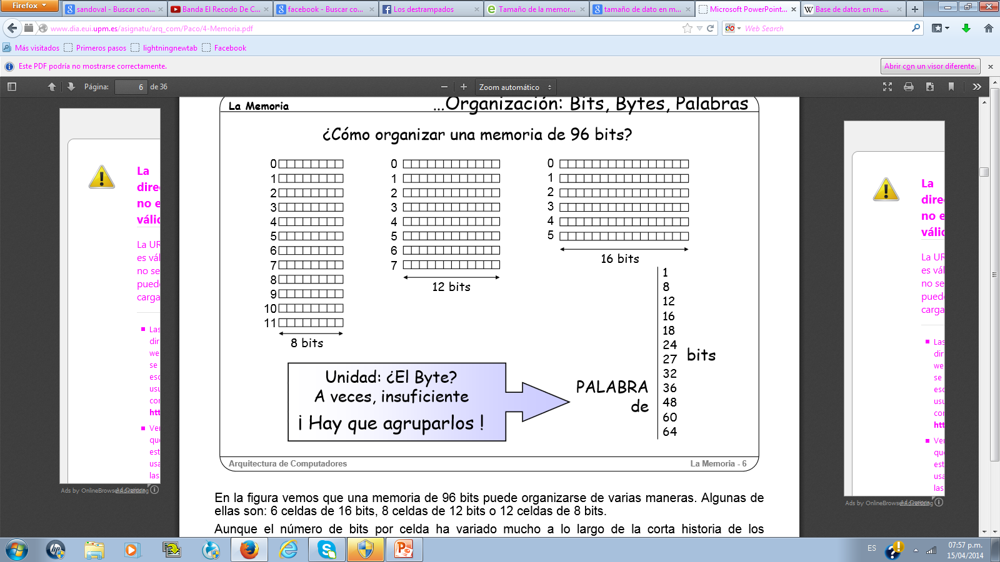 Firefox
sandoval - Buscar con...
Banda El Recodo De C...
facebook - Buscar co...
Los destrampados
Tamaño de la memor...
tamaño de dato en m...
Microsoft PowerPoint...
Base de datos en me...
www.dia.eui.upm.es/asignatu/arq_com/Paco/4-Memoria.pdf
Web Search
Más visitados
Primeros pasos
lightningnewtab
Facebook
Este PDF podría no mostrarse correctamente.
Abrir con un visor diferente.
Página: 6 de 36
Zoom automático
La Memoria
...Organización: Bits, Bytes, Palabras
¿Cómo organizar una memoria de 96 bits?
0
1
2
3
4
5
6
7
8
9
10
11
8 bits
0
1
2
3
4
5
6
7
12 bits
0
1
2
3
4
5
16 bits
Unidad: ¿El Byte?
A veces, insuficiente
¡ Hay que agruparlos !
PALABRA
de
1
8
12
16
18
24
27
32
36
48
60
64
bits
Arquitectura de Computadores
La Memoria - 6
En la figura vemos que una memoria de 96 bits puede organizarse de varias maneras. Algunas de
ellas son: 6 celdas de 16 bits, 8 celdas de 12 bits o 12 celdas de 8 bits.
Aunque el número de bits por celda ha variado mucho a lo largo de la corta historia de los
La
dire
no e
válid
La UR
es vál
no se
pued
carga
Las
dir
we
se
esc
usu
cor
htt
Ver
que
est
usa
las
Ads by OnlineBrowserAdvertising
Ad Options
La
dire
no e
válid
La UR
es vál
no se
pued
carga
Las
dir
we
se
esc
usu
cor
htt
Ver
que
est
usa
las
Ads by OnlineBrowserAdvertising
Ad Options
ES
07:57 p.m.
15/04/2014